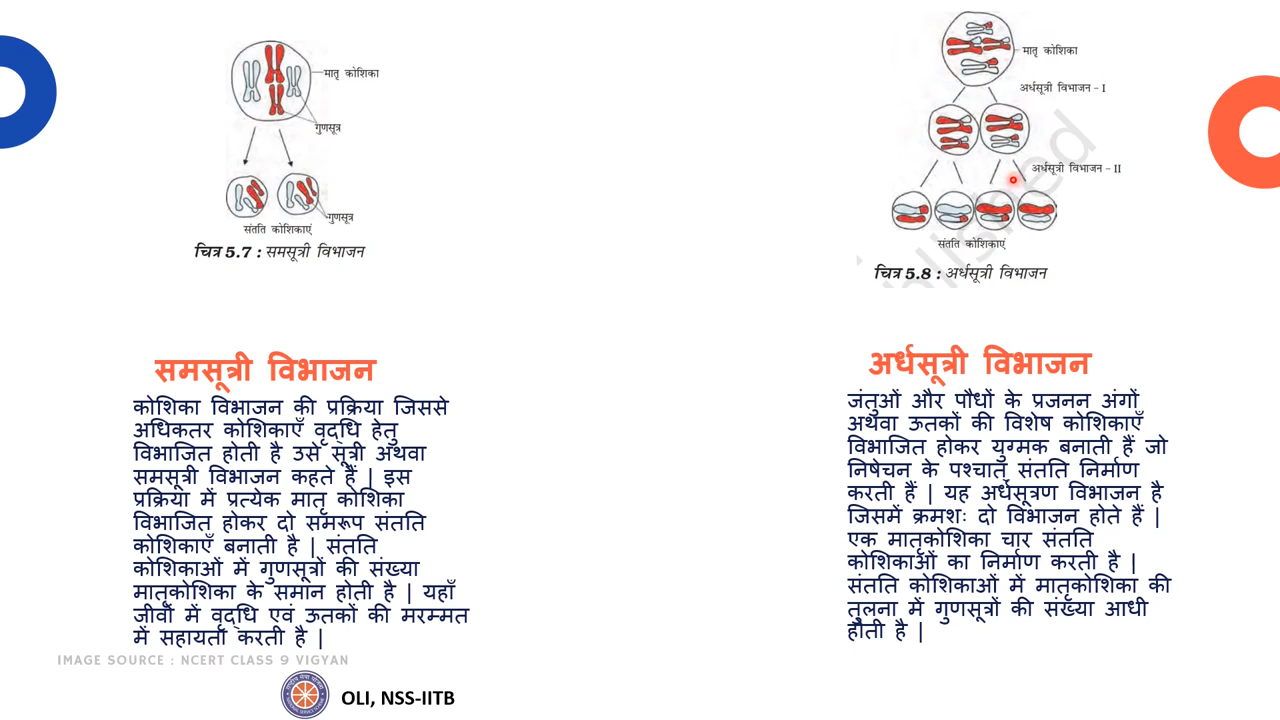 मातृ कोशिका
गुणसूत्र
गुणसूत्र
संतति कोशिकाएं
चित्र 5.7 : समसूत्री विभाजन
मातृ कोशिका
अर्धसूत्री विभाजन - I
अर्धसूत्री विभाजन - II
संतति कोशिकाएं
चित्र 5.8 : अर्धसूत्री विभाजन
समसूत्री विभाजन
कोशिका विभाजन की प्रक्रिया जिससे
अधिकतर कोशिकाएँ वृद्धि हेतु
विभाजित होती है उसे सूत्री अथवा
समसूत्री विभाजन कहते हैं | इस
प्रक्रिया में प्रत्येक मातृ कोशिका
विभाजित होकर दो समरूप संतति
कोशिकाएँ बनाती है | संतति
कोशिकाओं में गुणसूत्रों की संख्या
मातृकोशिका के समान होती है | यहाँ
जीवों में वृद्धि एवं ऊतकों की मरम्मत
में सहायता करती है |
अर्धसूत्री विभाजन
जंतुओं और पौधों के प्रजनन अंगों
अथवा ऊतकों की विशेष कोशिकाएँ
विभाजित होकर युग्मक बनाती हैं जो
निषेचन के पश्चात् संतति निर्माण
करती हैं | यह अर्धसूत्रण विभाजन है
जिसमें क्रमशः दो विभाजन होते हैं |
एक मातृकोशिका चार संतति
कोशिकाओं का निर्माण करती है |
संतति कोशिकाओं में मातृकोशिका की
तुलना में गुणसूत्रों की संख्या आधी
होती है |
IMAGE SOURCE : NCERT CLASS 9 VIGYAN
OLI, NSS-IITB